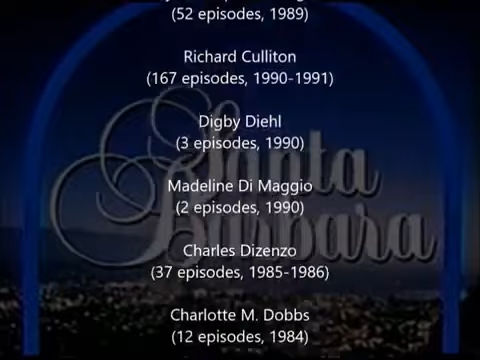 (52 episodes, 1989)
Richard Culliton
(167 episodes, 1990-1991)
Digby Diehl
(3 episodes, 1990)
Madeline Di Maggio
(2 episodes, 1990)
Charles Dizenzo
(37 episodes, 1985-1986)
Charlotte M. Dobbs
(12 episodes, 1984)
Santa
Barbara